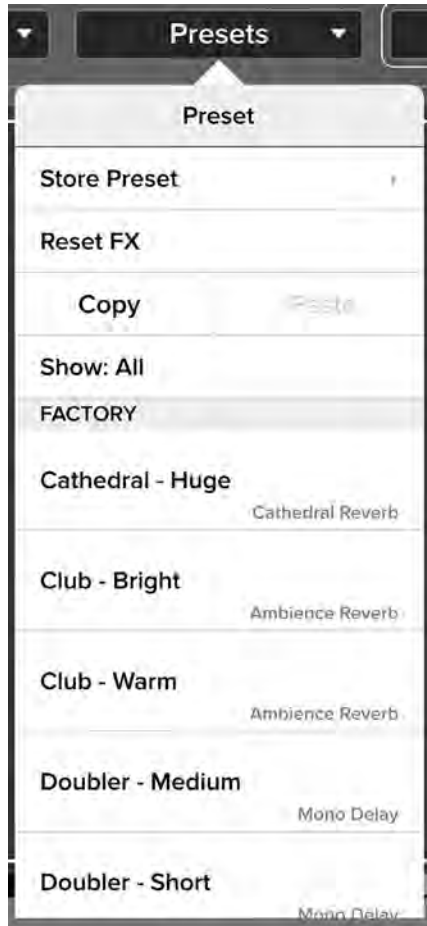 Presets
Preset
Store Preset
Reset FX
Copy Paste
Show: All
FACTORY
Cathedral - Huge
Cathedral Reverb
Club - Bright
Ambience Reverb
Club - Warm
Ambience Reverb
Doubler - Medium
Mono Delay
Doubler - Short
Mono Delay